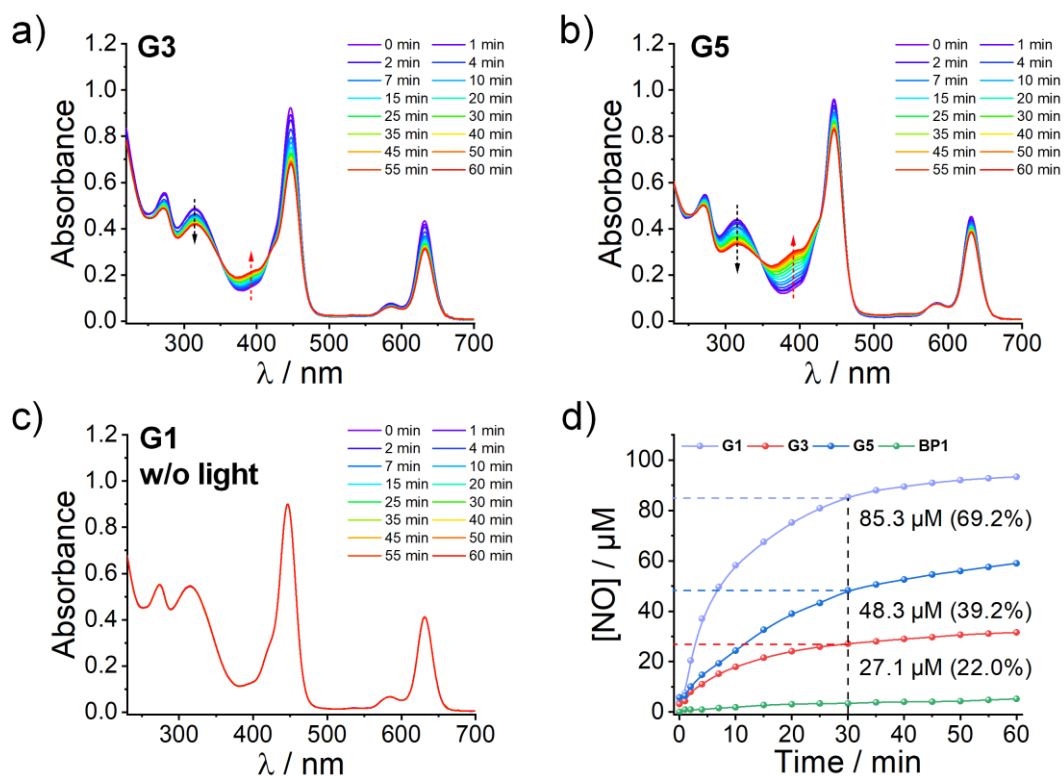 a)
G3
0 min 1 min
2 min 4 min
7 min 10 min
15 min 20 min
25 min 30 min
35 min 40 min
45 min 50 min
55 min 60 min
1.2
1.0
0.8
0.6
0.4
0.2
0.0
Absorbance
300 400 500 600 700
λ / nm
b)
G5
0 min 1 min
2 min 4 min
7 min 10 min
15 min 20 min
25 min 30 min
35 min 40 min
45 min 50 min
55 min 60 min
1.2
1.0
0.8
0.6
0.4
0.2
0.0
Absorbance
300 400 500 600 700
λ / nm
c)
G1
w/o light
0 min 1 min
2 min 4 min
7 min 10 min
15 min 20 min
25 min 30 min
35 min 40 min
45 min 50 min
55 min 60 min
1.2
1.0
0.8
0.6
0.4
0.2
0.0
Absorbance
300 400 500 600 700
λ / nm
d)
G1 G3 G5 BP1
100
80
60
40
20
0
[NO] / µM
85.3 µM (69.2%)
48.3 µM (39.2%)
27.1 µM (22.0%)
0 10 20 30 40 50 60
Time / min